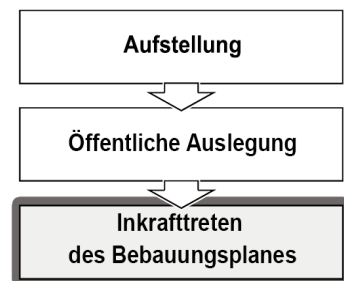 Aufstellung
Öffentliche Auslegung
Inkrafttreten
des Bebauungsplanes